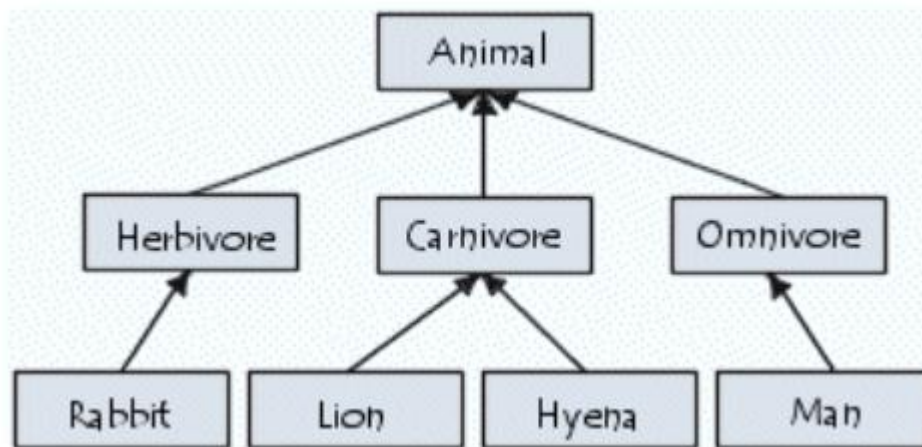 Animal
Herbivore
Carnivore
Omnivore
Rabbit
Lion
Hyena
Man